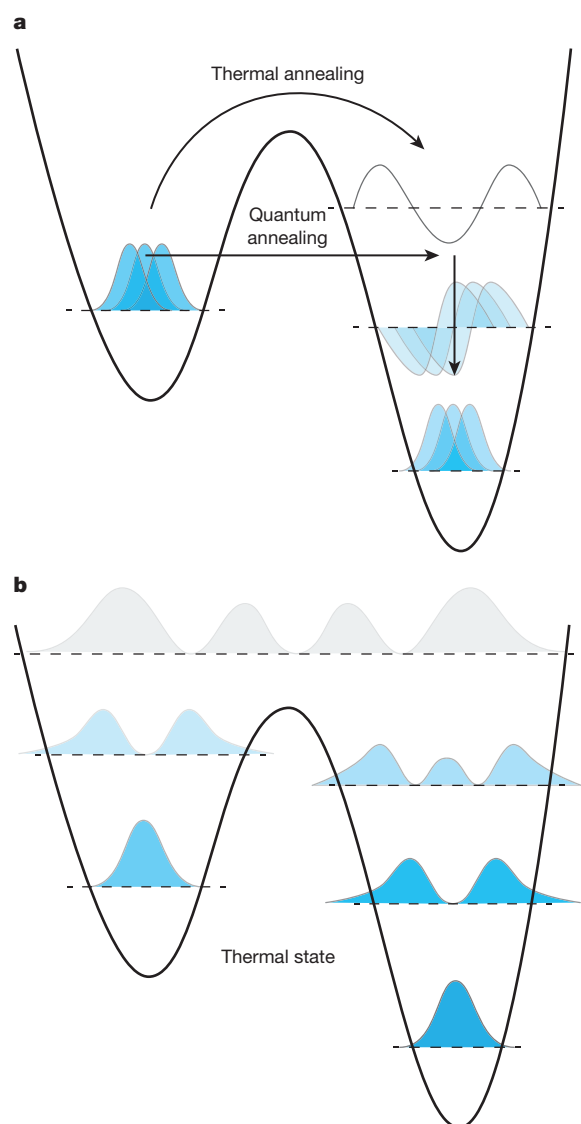 a
Thermal annealing
Quantum
annealing
b
Thermal state